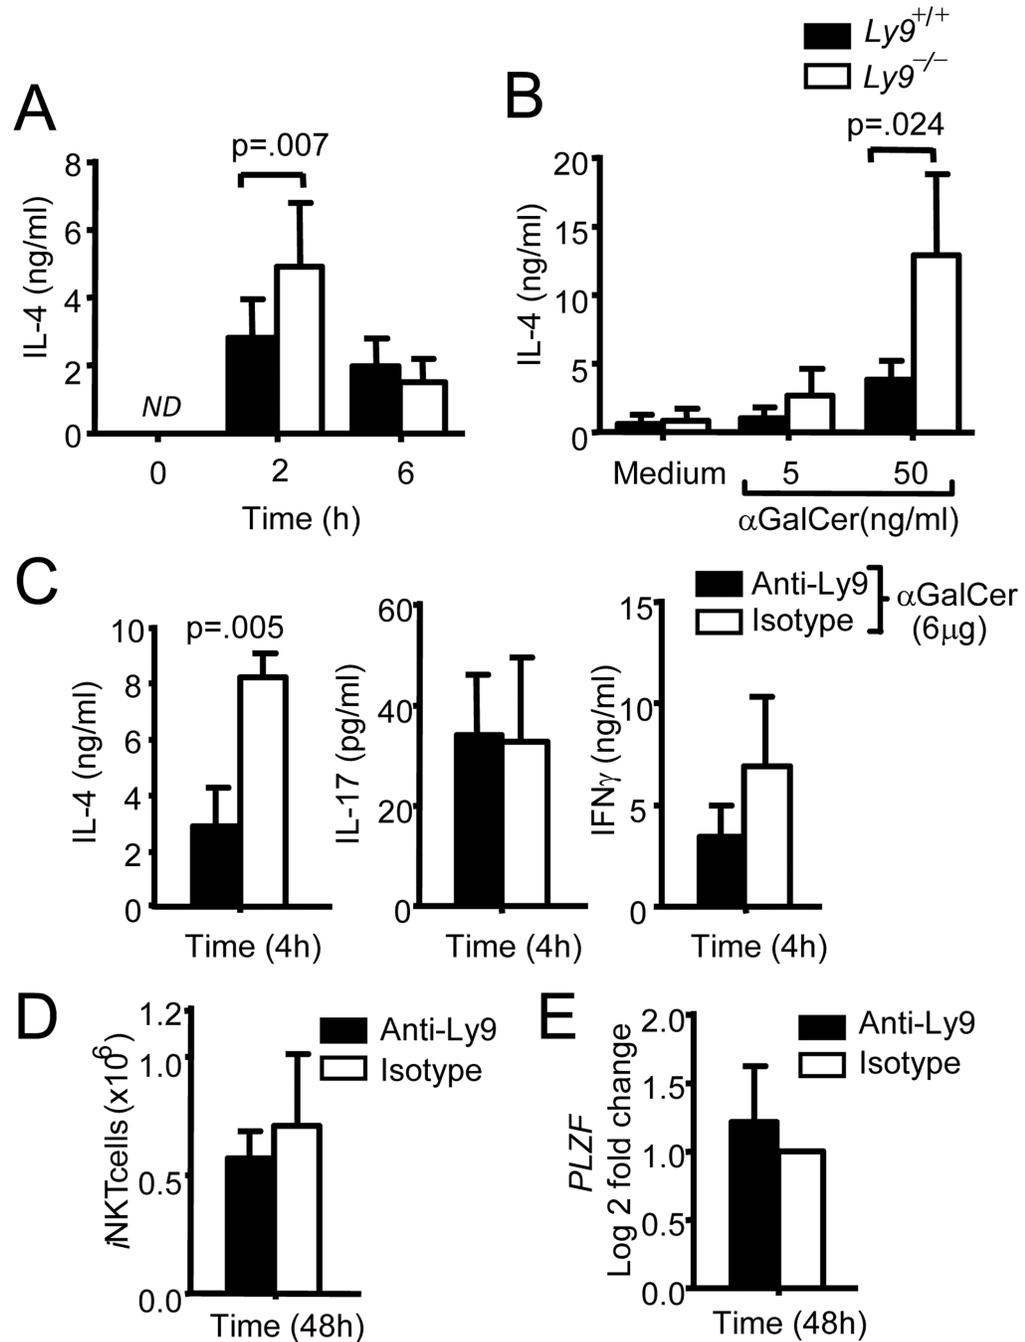 Ly9+/+
Ly9−/−
A
p=.007
IL-4 (ng/ml)
8
6
4
2
0
ND
0 2 6
Time (h)
B
p=.024
IL-4 (ng/ml)
20
15
10
5
0
Medium 5 50
αGalCer(ng/ml)
C
Anti-Ly9
Isotype
αGalCer
(6μg)
p=.005
IL-4 (ng/ml)
10
8
6
4
2
0
Time (4h)
IL-17 (pg/ml)
60
40
20
0
Time (4h)
IFNγ (ng/ml)
15
10
5
0
Time (4h)
D
Anti-Ly9
Isotype
iNKTcells (x10⁶)
1.2
1.0
0.5
0.0
Time (48h)
E
Anti-Ly9
Isotype
PLZF
Log 2 fold change
2.0
1.5
1.0
0.5
0.0
Time (48h)